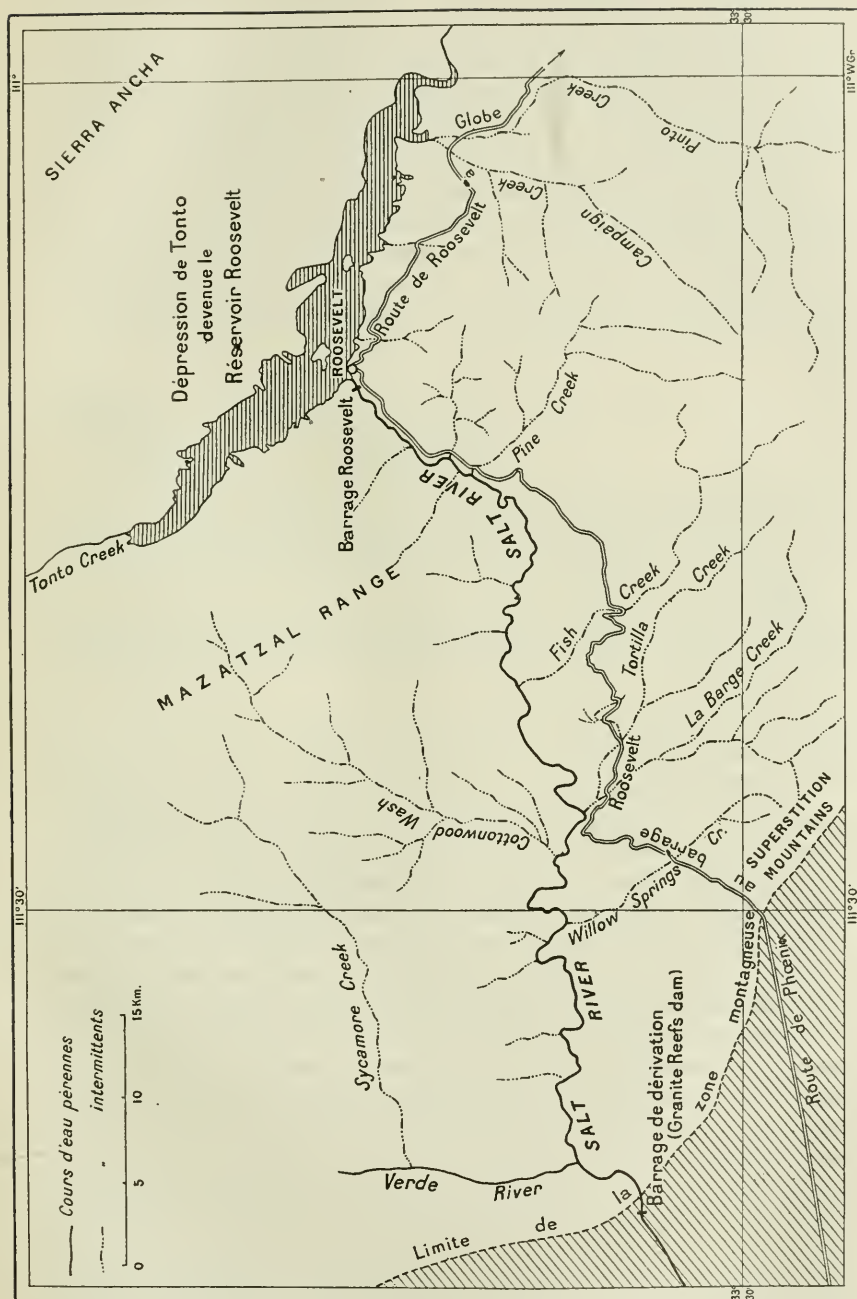 Cours d'eau pérennes
" intermittents
0 5 10 15 Km.
111°30'
111°
SIERRA ANCHA
Dépression de Tonto
devenue le
Réservoir Roosevelt
Tonto Creek
ROOSEVELT
Barrage Roosevelt
MAZATZAL RANGE
Sycamore Creek
Cottonwood Wash
Verde River
SALT RIVER
SALT RIVER
Willow Springs Cr.
Fish Creek
Tortilla Creek
La Barge Creek
Pine Creek
Campaign Creek
Pinto Creek
Route de Roosevelt à Globe
Route de Phœnix au barrage Roosevelt
SUPERSTITION
MOUNTAINS
Barrage de dérivation
(Granite Reefs dam)
Limite de la zone montagneuse
33°
30'
33°
30'
111°30'
111°W Gr.